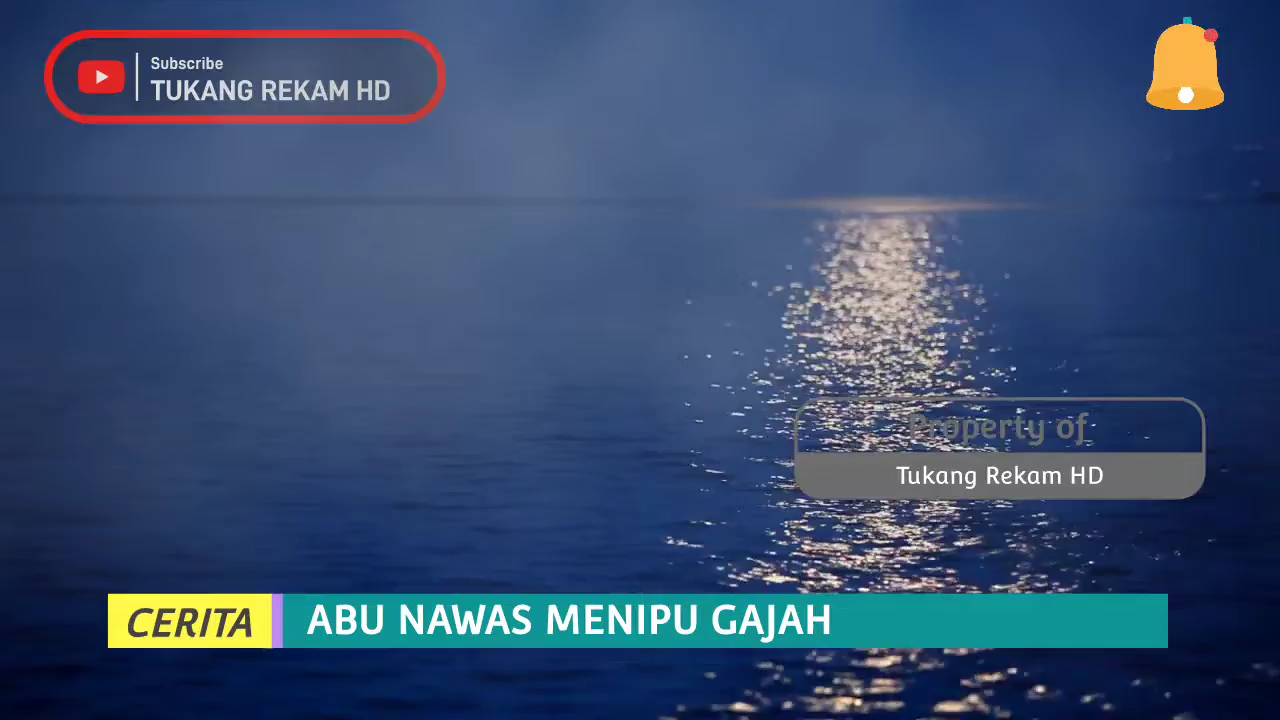 Subscribe
TUKANG REKAM HD
Property of
Tukang Rekam HD
CERITA
ABU NAWAS MENIPU GAJAH